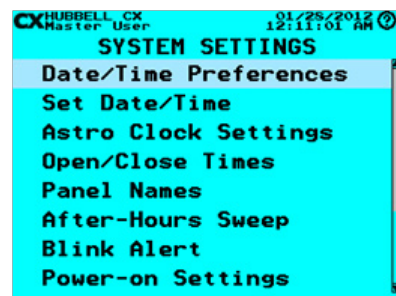 CX HUBBELL CX 01/28/2012 ?
Master User 12:11:01 AM
SYSTEM SETTINGS
Date/Time Preferences
Set Date/Time
Astro Clock Settings
Open/Close Times
Panel Names
After-Hours Sweep
Blink Alert
Power-on Settings